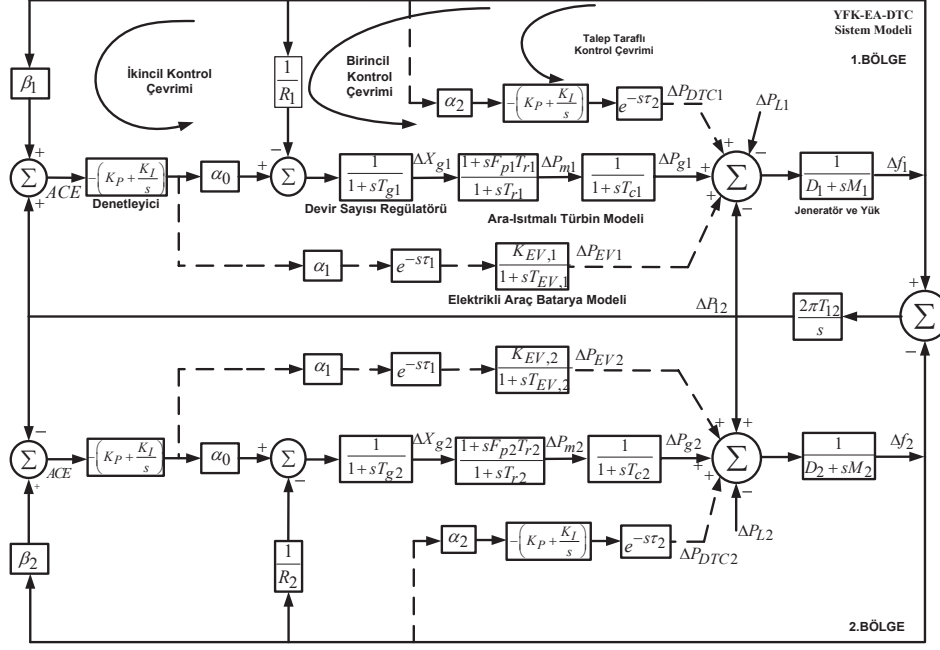 YFK-EA-DTC
Sistem Modeli
1.BÖLGE
İkincil Kontrol
Çevrimi
Birincil
Kontrol
Çevrimi
Talep Taraflı
Kontrol Çevrimi
β1
1/R1
α2
-(KP + KI/s)
e^-sτ2
ΔPDTC1
ΔPL1
+
+
Σ
ACE
-(KP + KI/s)
Denetleyici
α0
+
−
Σ
1/(1+sTg1)
ΔXg1
Devir Sayısı Regülatörü
(1+sFp1Tr1)/(1+sTr1)
ΔPm1
Ara-Isıtmalı Türbin Modeli
1/(1+sTc1)
ΔPg1
+
+
+
−
−
Σ
1/(D1+sM1)
Δf1
Jeneratör ve Yük
α1
e^-sτ1
KEV,1/(1+sTEV,1)
ΔPEV1
Elektrikli Araç Batarya Modeli
ΔP12
2πT12/s
+
Σ
−
α1
e^-sτ1
KEV,2/(1+sTEV,2)
ΔPEV2
−
+
Σ
ACE
-(KP + KI/s)
α0
+
−
Σ
1/(1+sTg2)
ΔXg2
(1+sFp2Tr2)/(1+sTr2)
ΔPm2
1/(1+sTc2)
ΔPg2
+
+
+
+
−
Σ
1/(D2+sM2)
Δf2
β2
1/R2
α2
-(KP + KI/s)
e^-sτ2
ΔPDTC2
ΔPL2
2.BÖLGE